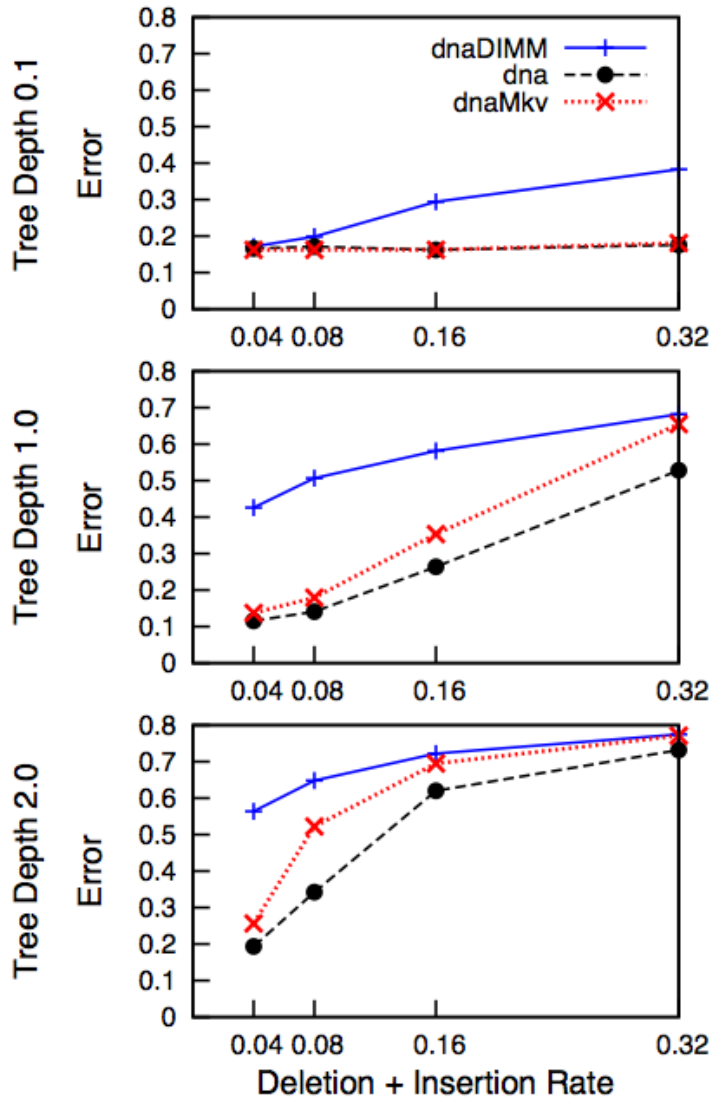 Tree Depth 0.1
Error
0.8
0.7
0.6
0.5
0.4
0.3
0.2
0.1
0
dnaDIMM
dna
dnaMkv
0.04 0.08 0.16 0.32
Tree Depth 1.0
Error
0.8
0.7
0.6
0.5
0.4
0.3
0.2
0.1
0
0.04 0.08 0.16 0.32
Tree Depth 2.0
Error
0.8
0.7
0.6
0.5
0.4
0.3
0.2
0.1
0
0.04 0.08 0.16 0.32
Deletion + Insertion Rate